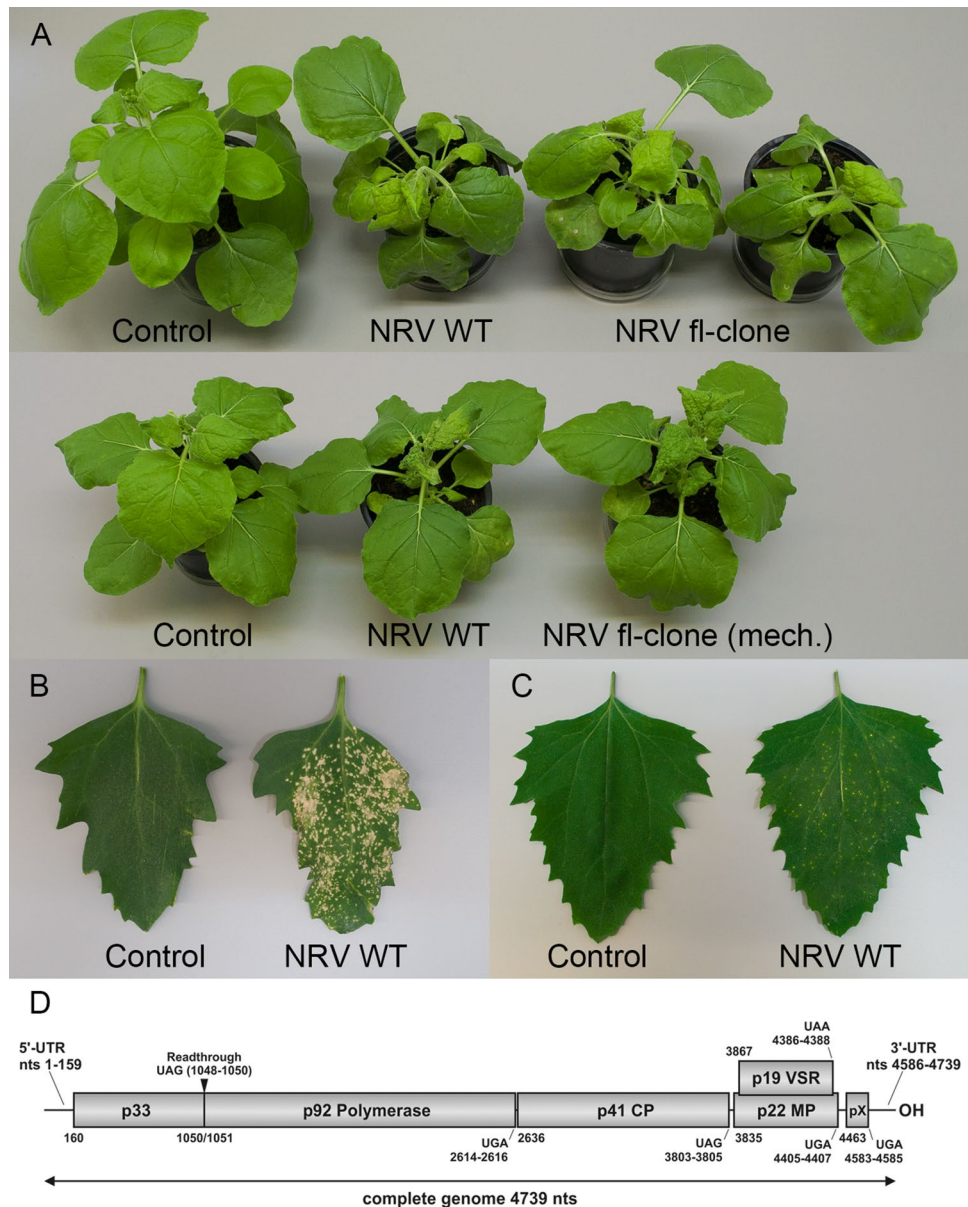 A
Control
NRV WT
NRV fl-clone
Control
NRV WT
NRV fl-clone (mech.)
B
Control
NRV WT
C
Control
NRV WT
D
5'-UTR
nts 1-159
Readthrough
UAG (1048-1050)
UAA
4386-4388
3867
3'-UTR
nts 4586-4739
p19 VSR
p33
p92 Polymerase
p41 CP
p22 MP
pX
OH
160
1050/1051
UGA
2614-2616
2636
UAG
3803-3805
3835
UGA
4405-4407
4463
UGA
4583-4585
complete genome 4739 nts